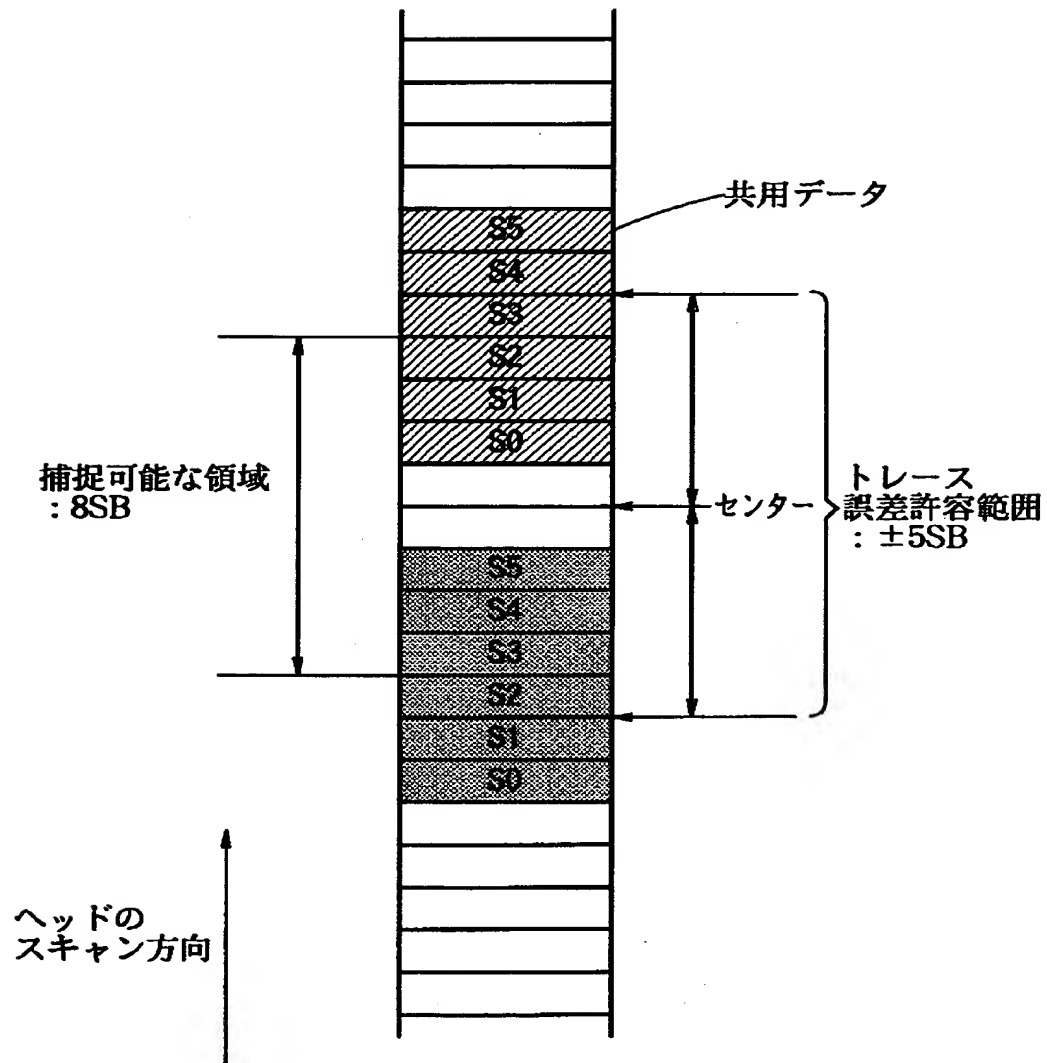 共用データ
S5
S4
S3
S2
S1
S0
捕捉可能な領域
: 8SB
センター
トレース
誤差許容範囲
: ±5SB
S5
S4
S3
S2
S1
S0
ヘッドの
スキャン方向